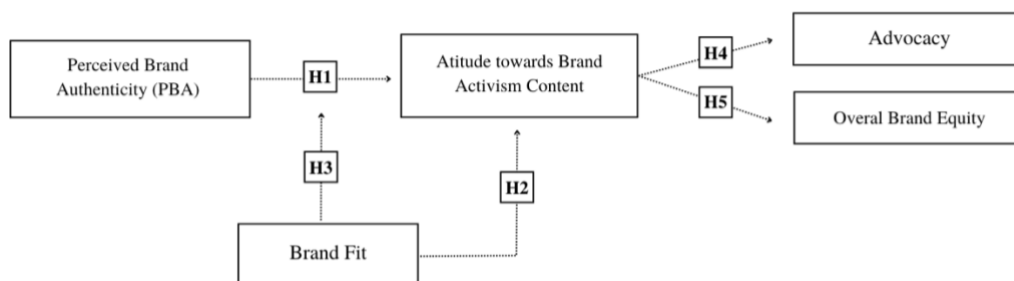 Perceived Brand
Authenticity (PBA)
H1
Atitude towards Brand
Activism Content
H4
Advocacy
H5
Overal Brand Equity
H3
H2
Brand Fit